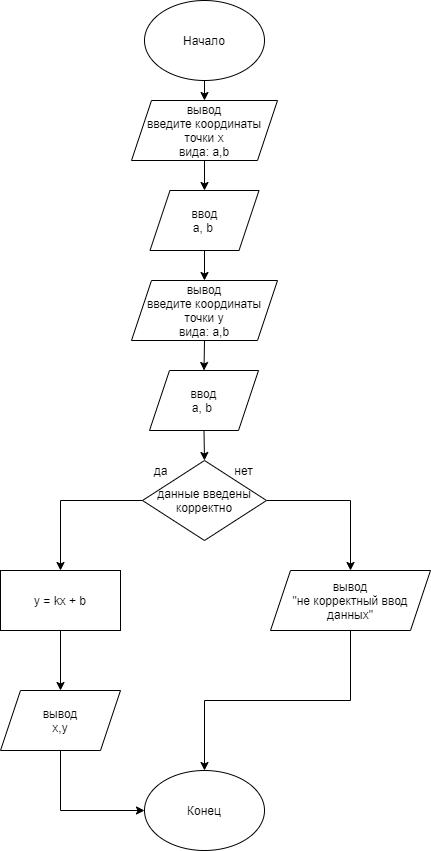 Начало
вывод
введите координаты
точки x
вида: a,b
ввод
a, b
вывод
введите координаты
точки y
вида: a,b
ввод
a, b
да
нет
данные введены
корректно
y = kx + b
вывод
"не корректный ввод
данных"
вывод
x,y
Конец